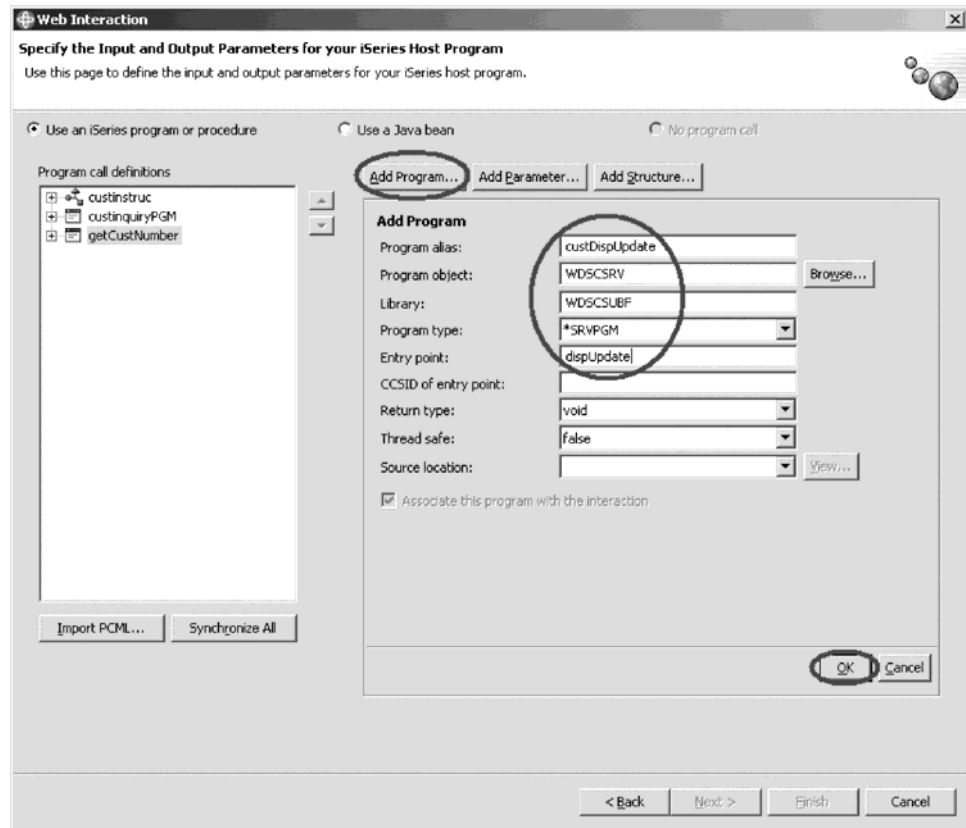 Web Interaction
Specify the Input and Output Parameters for your iSeries Host Program
Use this page to define the input and output parameters for your iSeries host program.
Use an iSeries program or procedure
Use a Java bean
No program call
Program call definitions
custinstruc
custinquiryPGM
getCustNumber
Import PCML...
Synchronize All
Add Program...
Add Parameter...
Add Structure...
Add Program
Program alias: custDispUpdate
Program object: WDSCSRV Browse...
Library: WDSCSUBF
Program type: *SRVPGM
Entry point: dispUpdate
CCSID of entry point:
Return type: void
Thread safe: false
Source location: View...
Associate this program with the interaction
OK Cancel
< Back Next > Finish Cancel